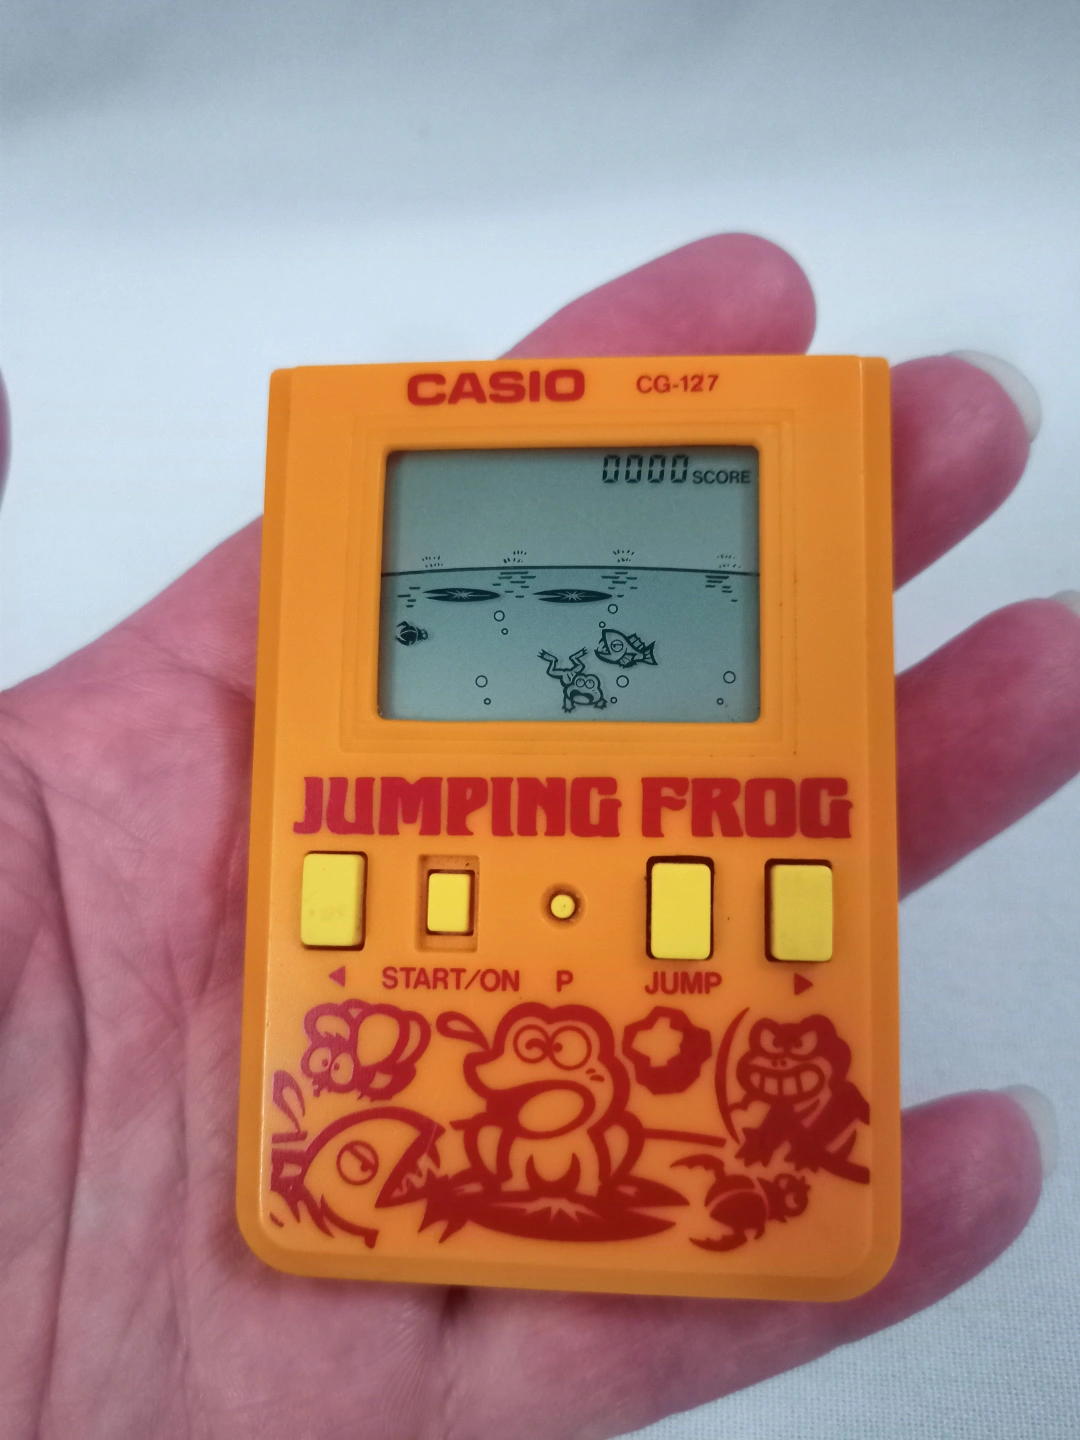 CASIO CG-127
0000 SCORE
JUMPING FROG
START/ON P JUMP